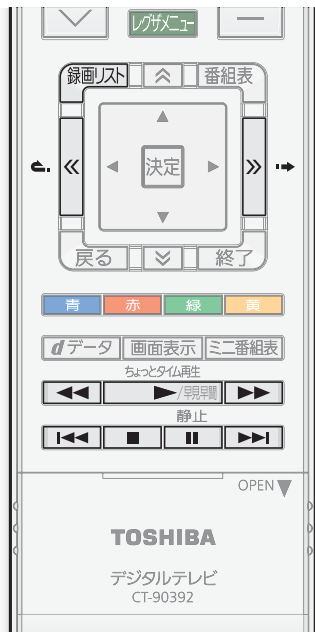 レグザメニュー
録画リスト 番組表
決定
戻る 終了
青 赤 緑 黄
dデータ 画面表示 ミニ番組表
ちょっとタイム再生
/早見早聞
静止
OPEN
TOSHIBA
デジタルテレビ
CT-90392